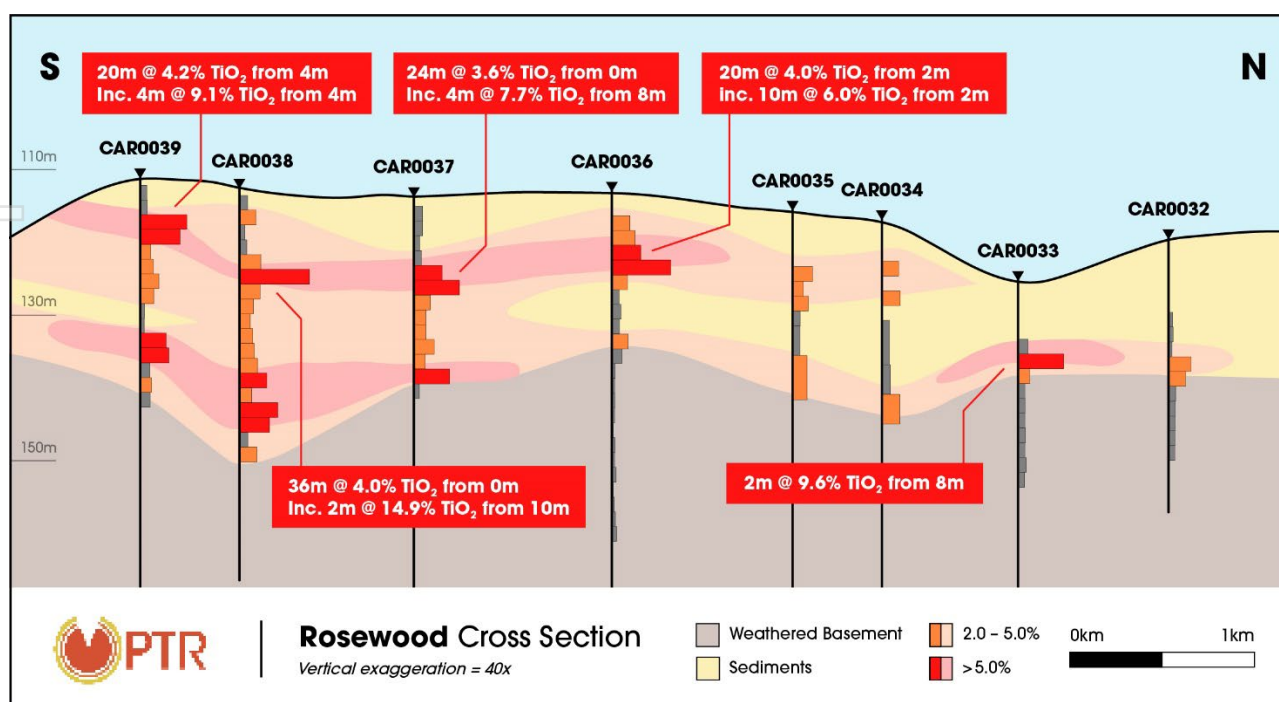 S
N
20m @ 4.2% TiO₂ from 4m
Inc. 4m @ 9.1% TiO₂ from 4m
24m @ 3.6% TiO₂ from 0m
Inc. 4m @ 7.7% TiO₂ from 8m
20m @ 4.0% TiO₂ from 2m
inc. 10m @ 6.0% TiO₂ from 2m
CAR0039
CAR0038
CAR0037
CAR0036
CAR0035
CAR0034
CAR0033
CAR0032
110m
130m
150m
36m @ 4.0% TiO₂ from 0m
Inc. 2m @ 14.9% TiO₂ from 10m
2m @ 9.6% TiO₂ from 8m
PTR
Rosewood Cross Section
Vertical exaggeration = 40x
Weathered Basement
Sediments
2.0 – 5.0%
>5.0%
0km
1km